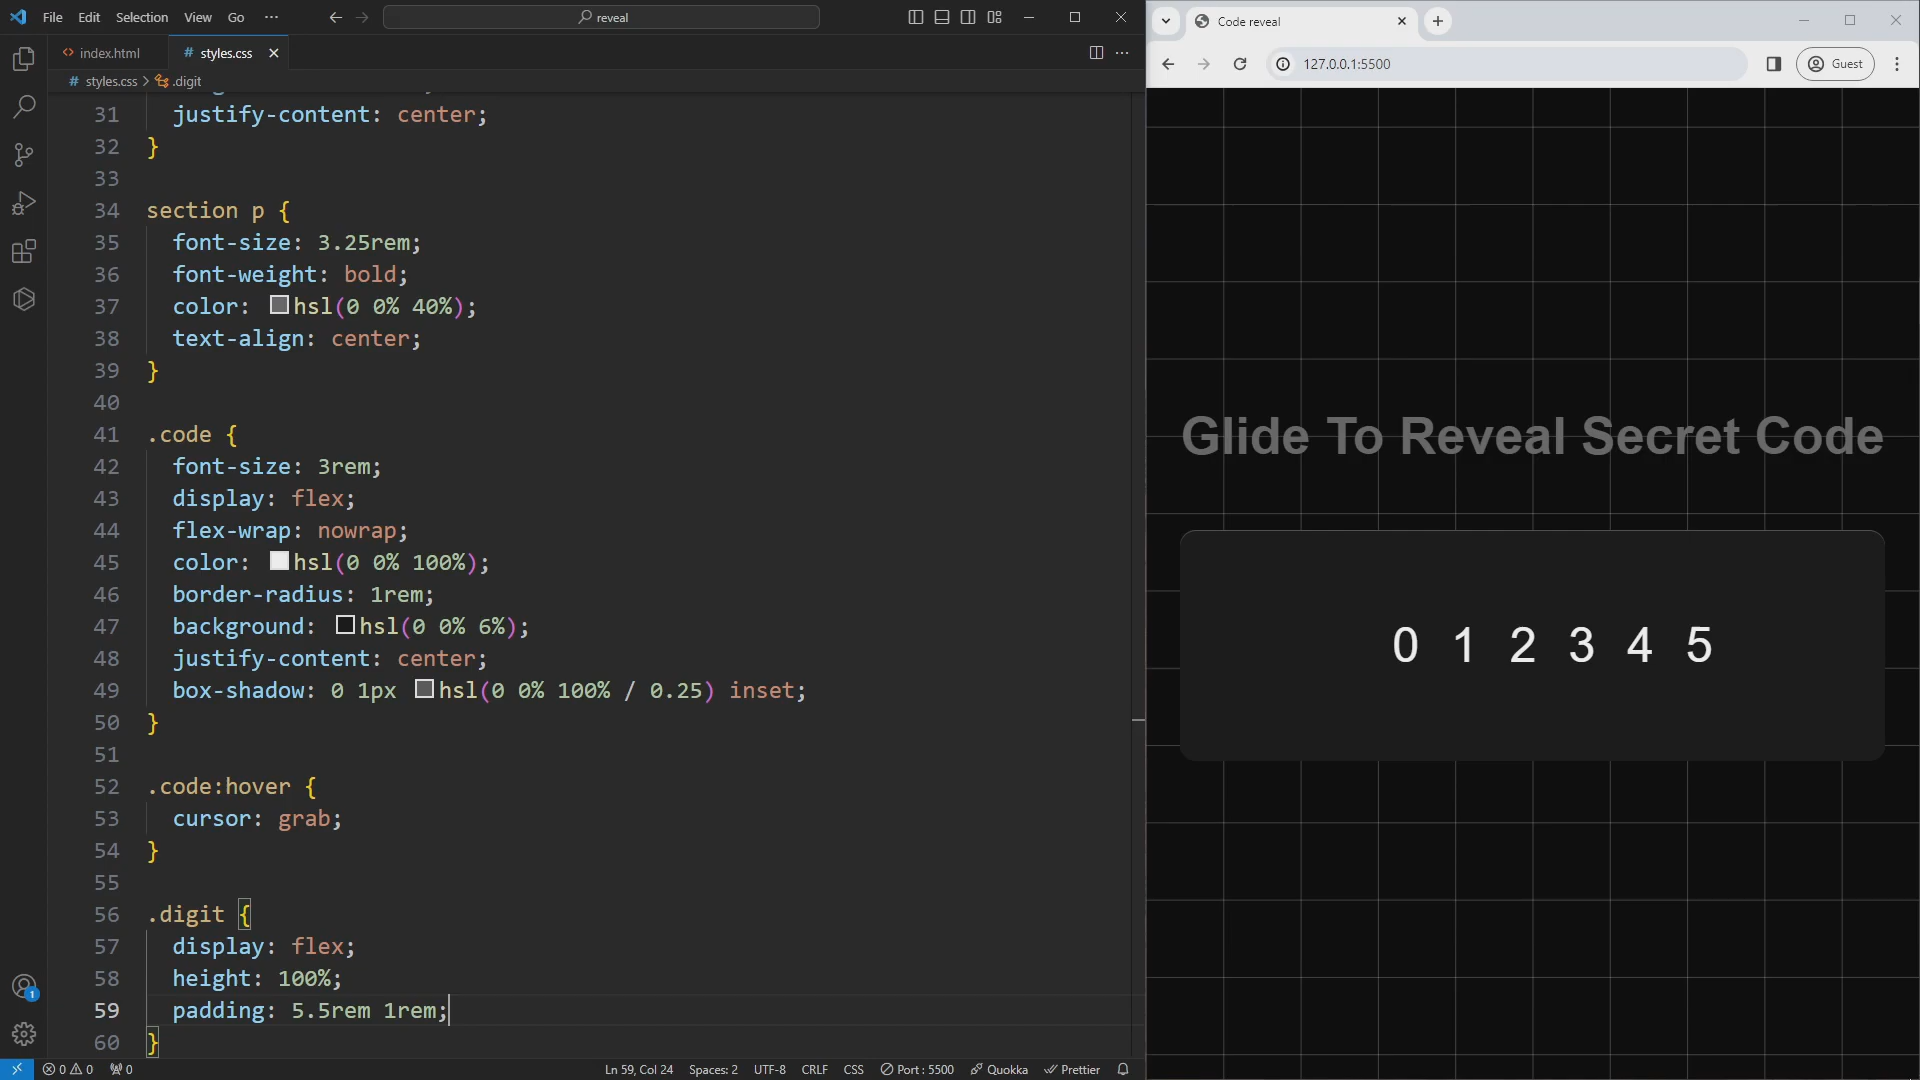 File Edit Selection View Go ··· reveal
index.html # styles.css
# styles.css > .digit
31 justify-content: center;
32 }
33
34 section p {
35 font-size: 3.25rem;
36 font-weight: bold;
37 color: hsl(0 0% 40%);
38 text-align: center;
39 }
40
41 .code {
42 font-size: 3rem;
43 display: flex;
44 flex-wrap: nowrap;
45 color: hsl(0 0% 100%);
46 border-radius: 1rem;
47 background: hsl(0 0% 6%);
48 justify-content: center;
49 box-shadow: 0 1px hsl(0 0% 100% / 0.25) inset;
50 }
51
52 .code:hover {
53 cursor: grab;
54 }
55
56 .digit {
57 display: flex;
58 height: 100%;
59 padding: 5.5rem 1rem;
60 }
1
0 0 0 Ln 59, Col 24 Spaces: 2 UTF-8 CRLF CSS Port : 5500 Quokka Prettier
Code reveal
127.0.0.1:5500 Guest
Glide To Reveal Secret Code
0 1 2 3 4 5